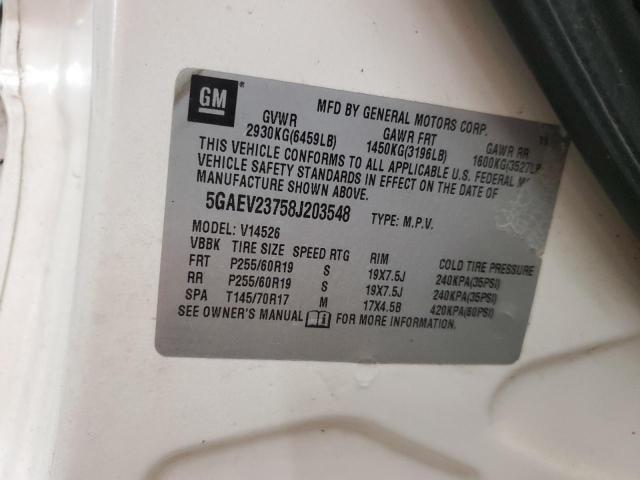 GM
MFD BY GENERAL MOTORS CORP.
GVWR GAWR FRT GAWR RR
2930KG(6459LB) 1450KG(3196LB) 1600KG(3527LB
THIS VEHICLE CONFORMS TO ALL APPLICABLE U.S. FEDERAL
VEHICLE SAFETY STANDARDS IN EFFECT ON THE DATE OF
MANUFACTURE SHOWN ABOVE.
5GAEV23758J203548 TYPE: M.P.V.
MODEL: V14526
VBBK TIRE SIZE SPEED RTG RIM COLD TIRE PRESSURE
FRT P255/60R19 S 19X7.5J 240KPA(35PSI)
RR P255/60R19 S 19X7.5J 240KPA(35PSI)
SPA T145/70R17 M 17X4.5B 420KPA(60PSI)
SEE OWNER'S MANUAL FOR MORE INFORMATION.